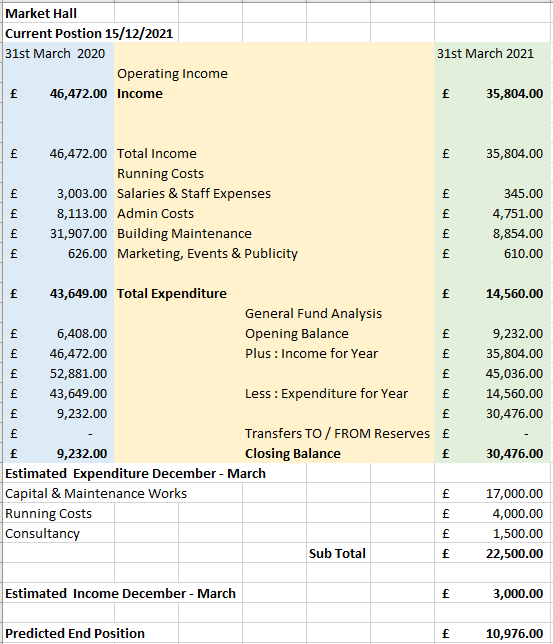 Market Hall
Current Postion 15/12/2021
31st March 2020 31st March 2021
Operating Income
£ 46,472.00 Income £ 35,804.00
£ 46,472.00 Total Income £ 35,804.00
Running Costs
£ 3,003.00 Salaries & Staff Expenses £ 345.00
£ 8,113.00 Admin Costs £ 4,751.00
£ 31,907.00 Building Maintenance £ 8,854.00
£ 626.00 Marketing, Events & Publicity £ 610.00
£ 43,649.00 Total Expenditure £ 14,560.00
General Fund Analysis
£ 6,408.00 Opening Balance £ 9,232.00
£ 46,472.00 Plus : Income for Year £ 35,804.00
£ 52,881.00 £ 45,036.00
£ 43,649.00 Less : Expenditure for Year £ 14,560.00
£ 9,232.00 £ 30,476.00
£ - Transfers TO / FROM Reserves £ -
£ 9,232.00 Closing Balance £ 30,476.00
Estimated Expenditure December - March
Capital & Maintenance Works £ 17,000.00
Running Costs £ 4,000.00
Consultancy £ 1,500.00
Sub Total £ 22,500.00
Estimated Income December - March £ 3,000.00
Predicted End Position £ 10,976.00